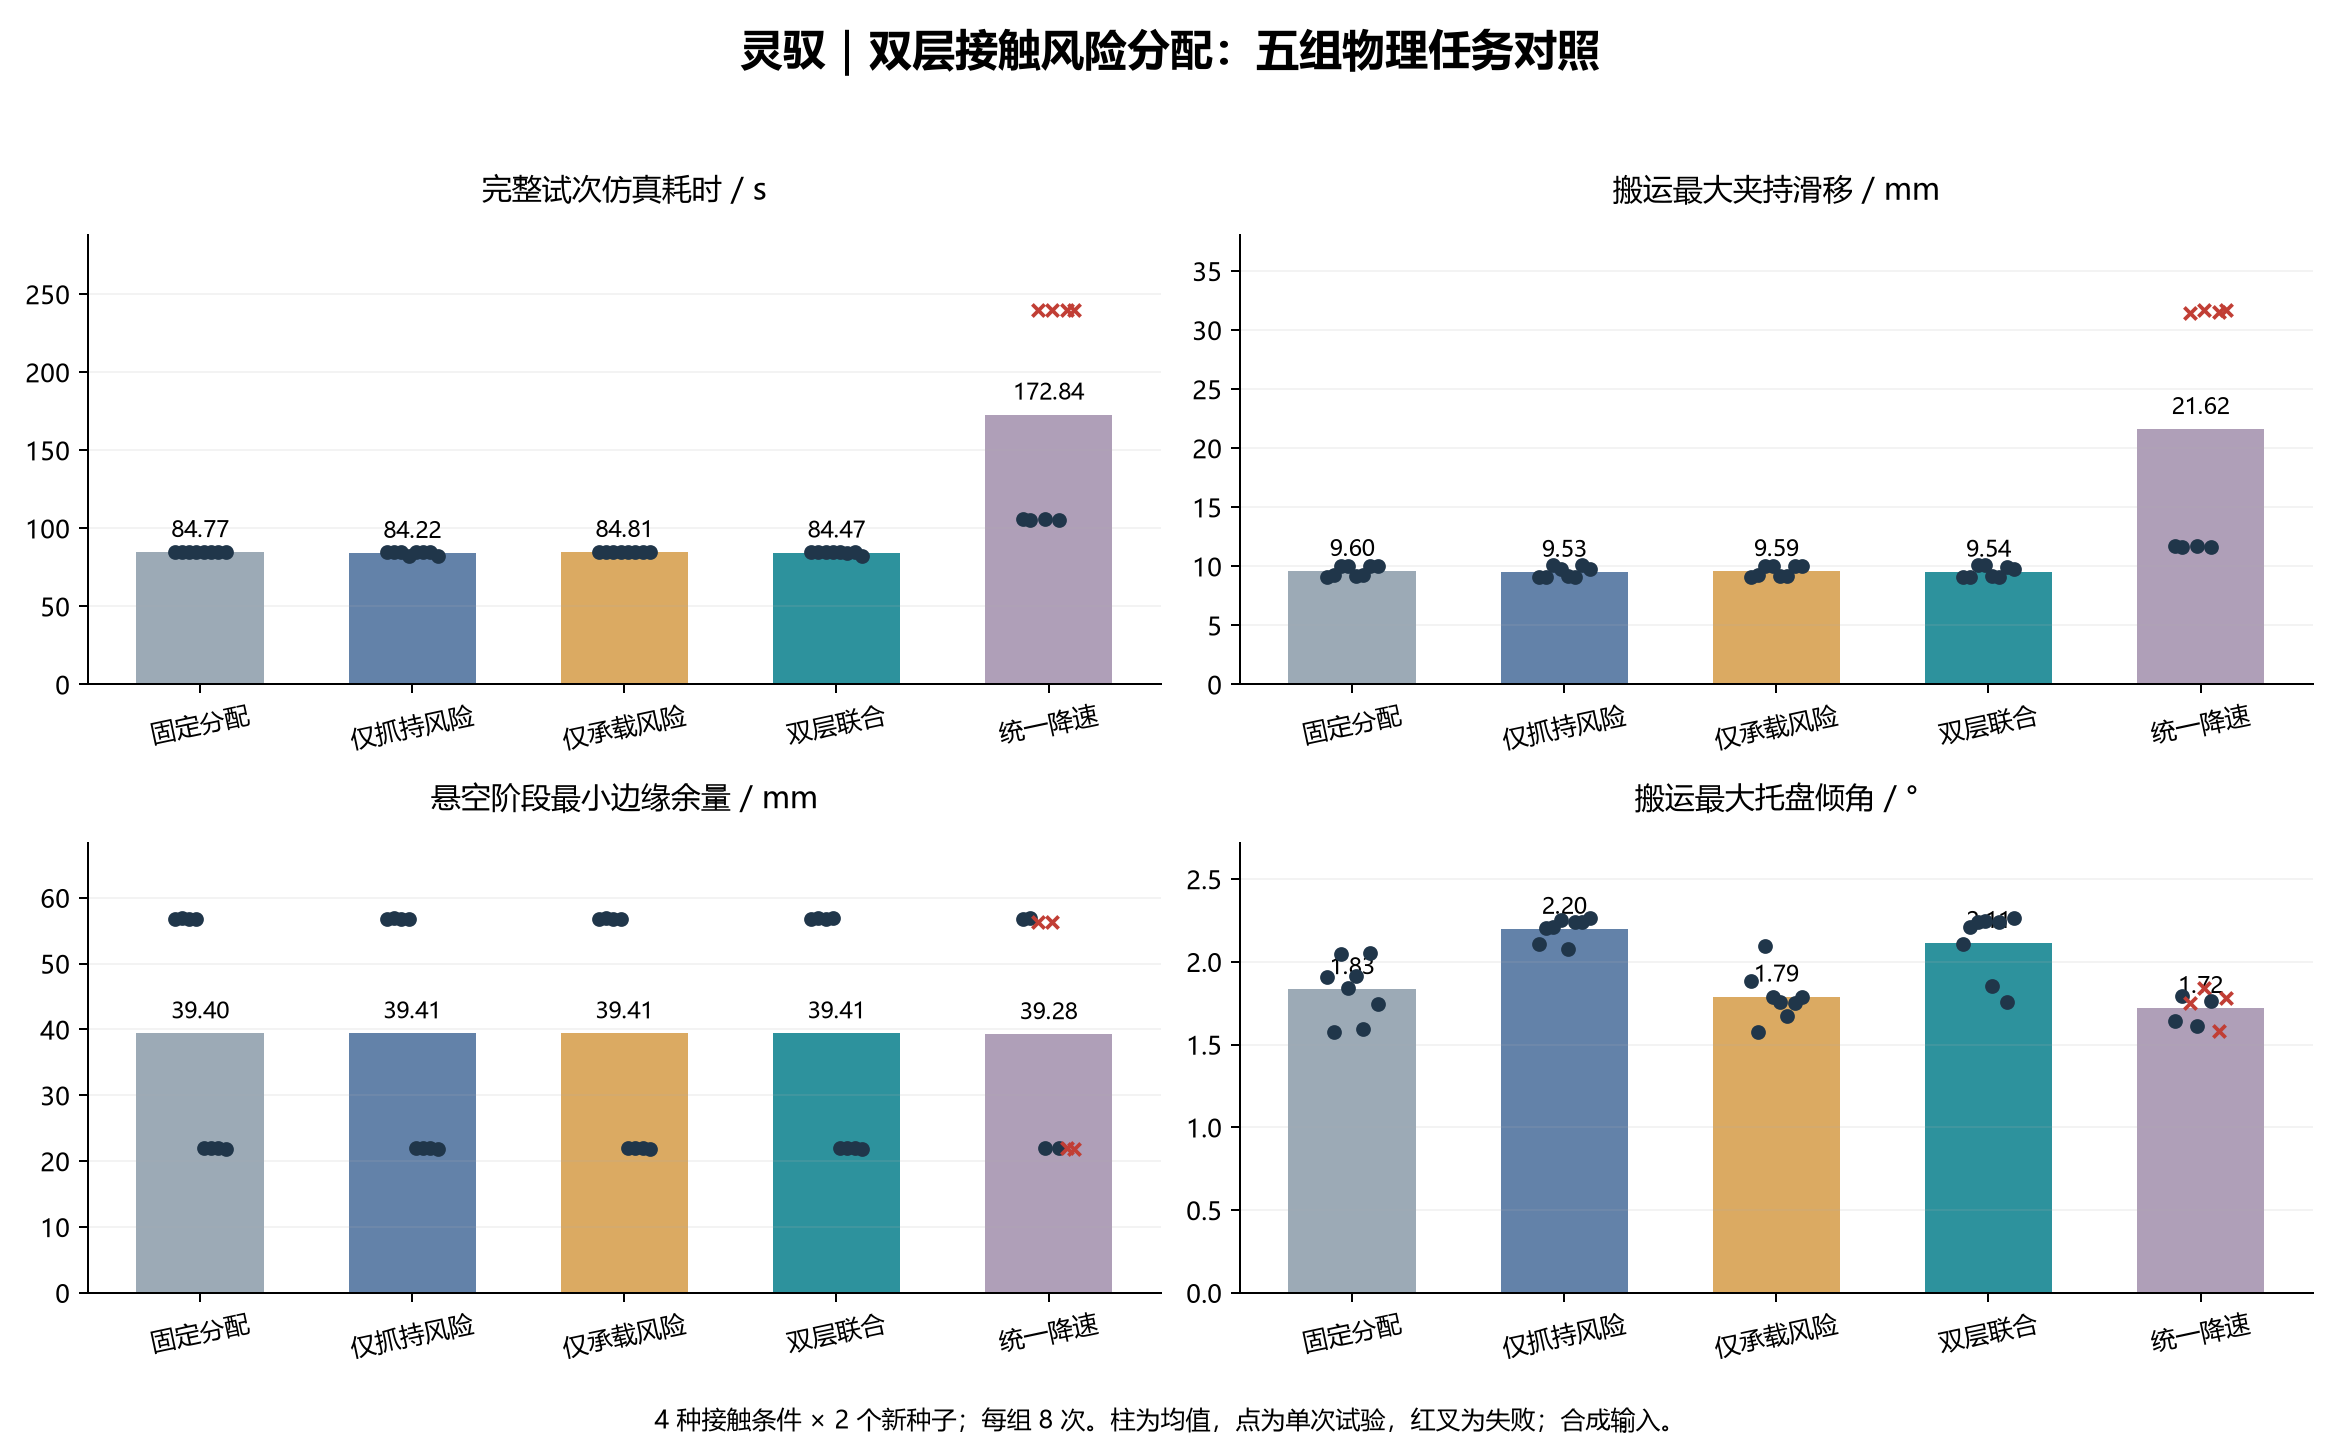 灵驭｜双层接触风险分配：五组物理任务对照
完整试次仿真耗时 / s
250
200
150
100
50
0
84.77
84.22
84.81
84.47
172.84
固定分配
仅抓持风险
仅承载风险
双层联合
统一降速
搬运最大夹持滑移 / mm
35
30
25
20
15
10
5
0
9.60
9.53
9.59
9.54
21.62
固定分配
仅抓持风险
仅承载风险
双层联合
统一降速
悬空阶段最小边缘余量 / mm
60
50
40
30
20
10
0
39.40
39.41
39.41
39.41
39.28
固定分配
仅抓持风险
仅承载风险
双层联合
统一降速
搬运最大托盘倾角 / °
2.5
2.0
1.5
1.0
0.5
0.0
1.83
2.20
1.79
1.72
固定分配
仅抓持风险
仅承载风险
双层联合
统一降速
4 种接触条件 × 2 个新种子；每组 8 次。柱为均值，点为单次试验，红叉为失败；合成输入。